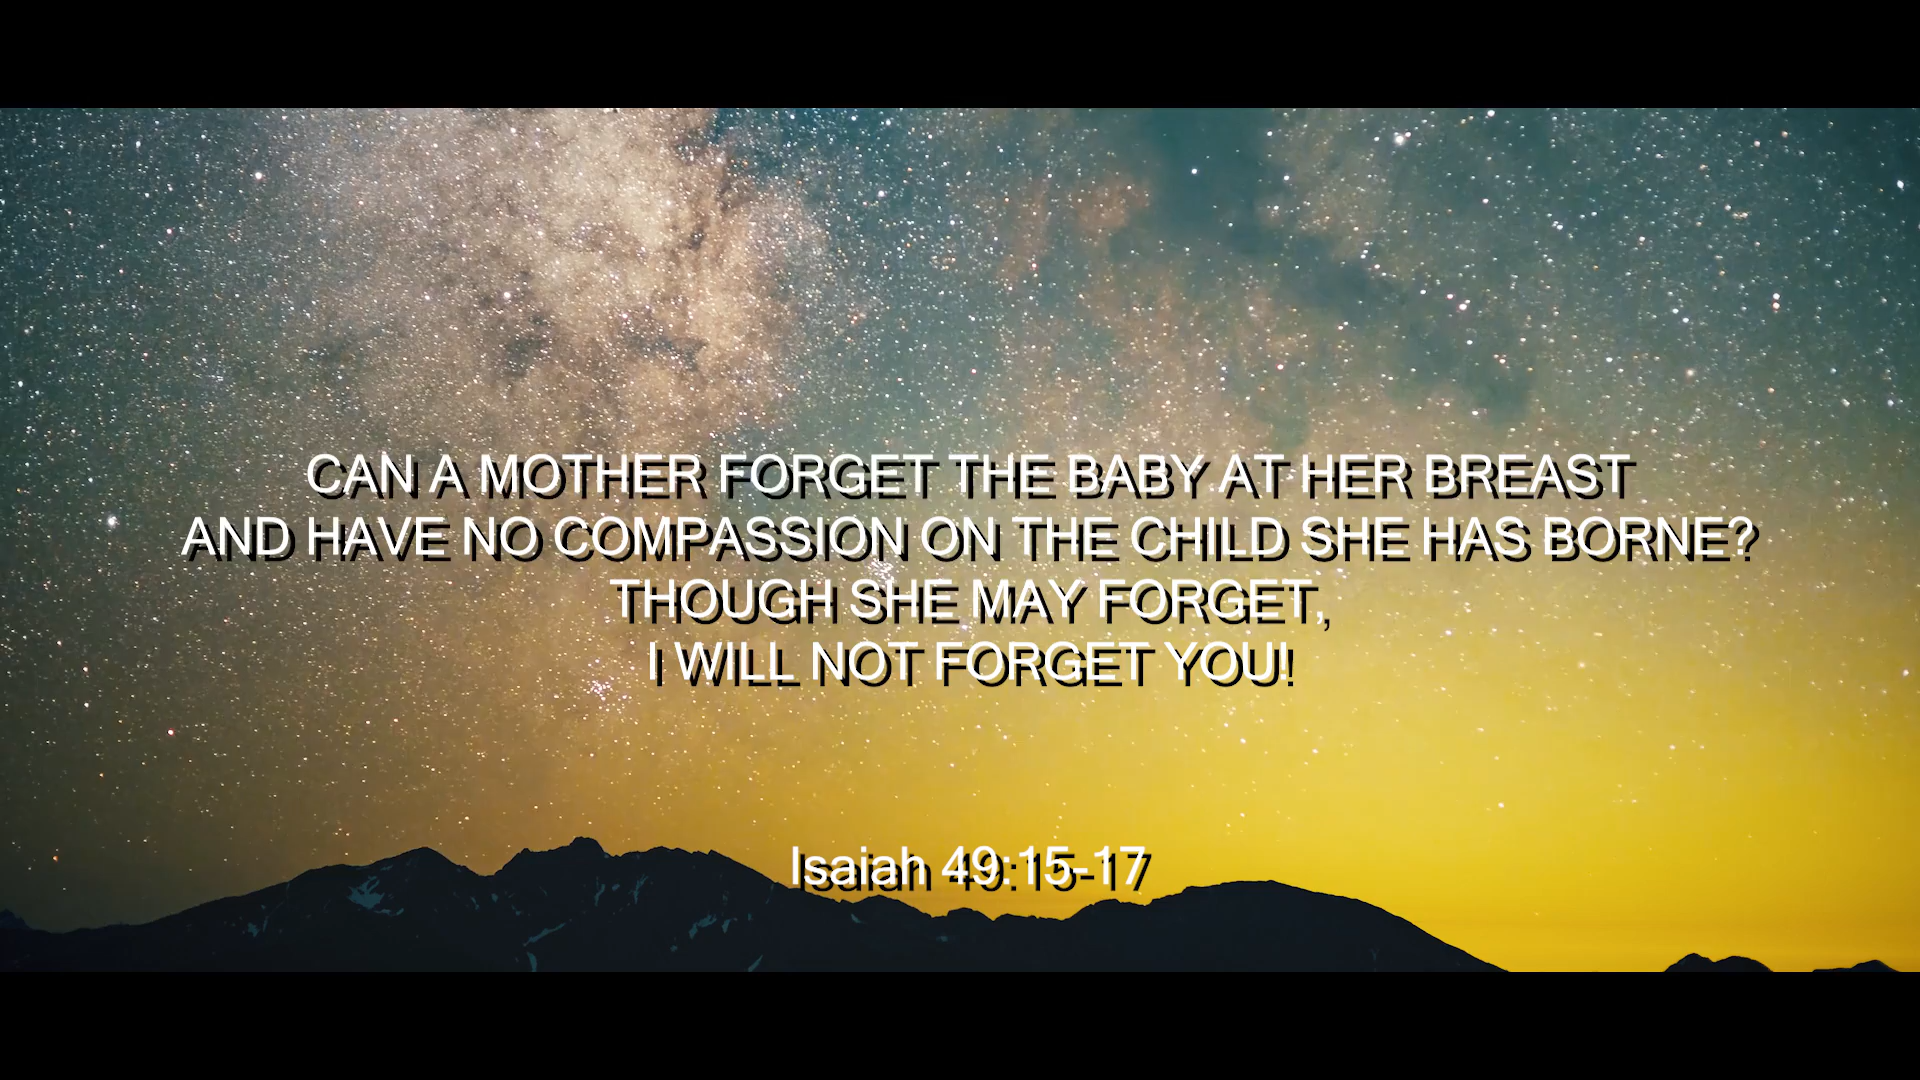 CAN A MOTHER FORGET THE BABY AT HER BREAST
AND HAVE NO COMPASSION ON THE CHILD SHE HAS BORNE?
THOUGH SHE MAY FORGET,
I WILL NOT FORGET YOU!
Isaiah 49:15-17